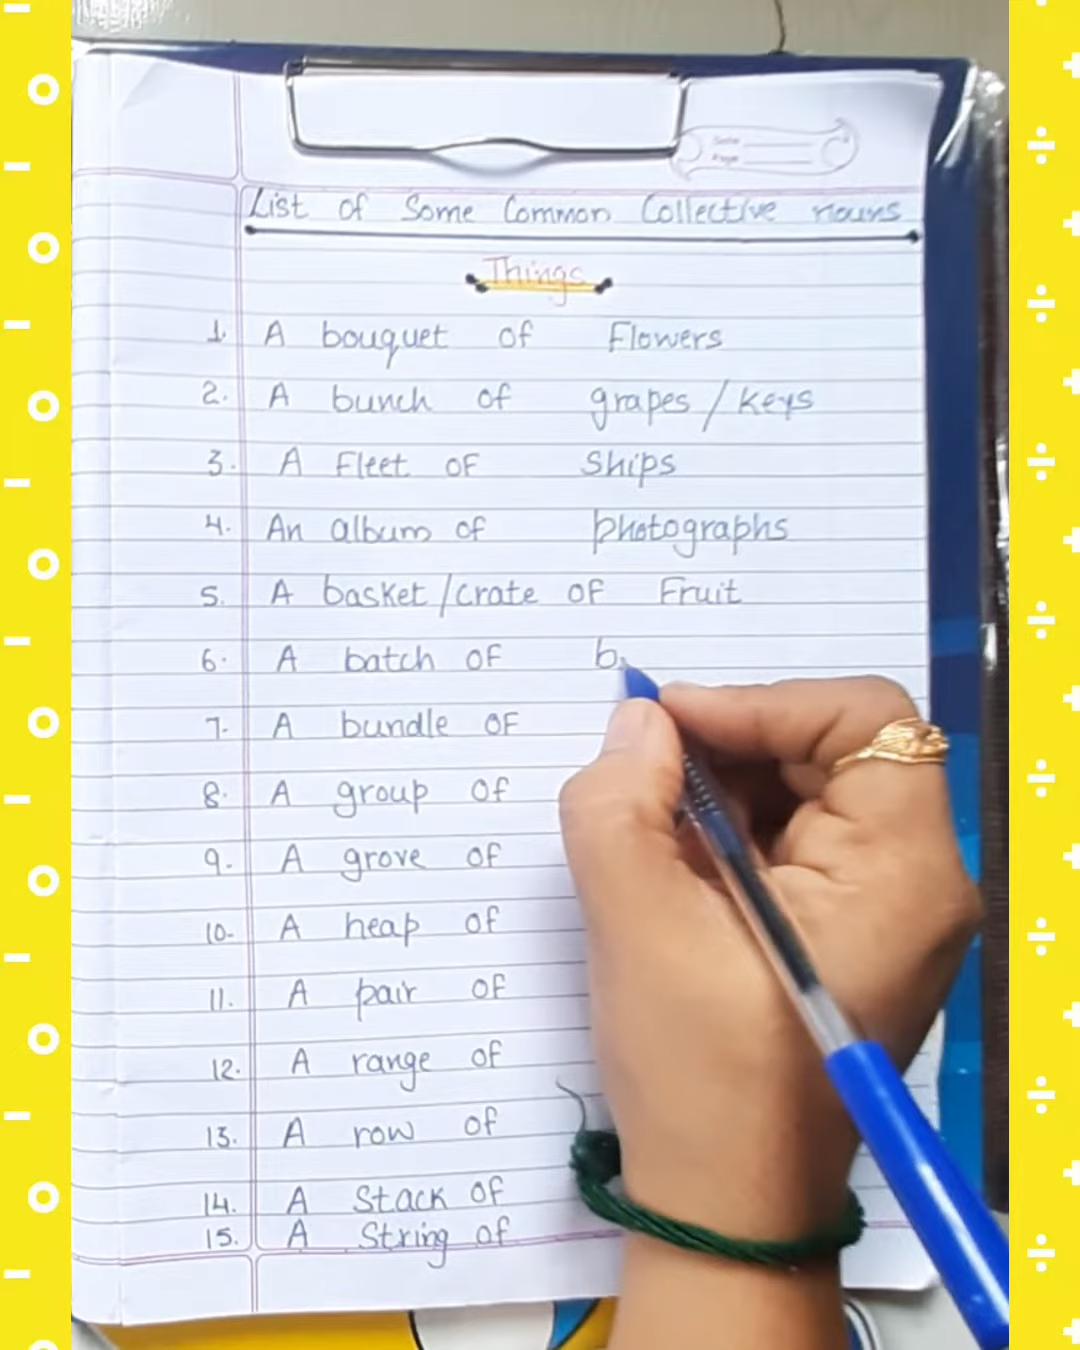 List of Some Common Collective nouns
Things
1. A bouquet of Flowers
2. A bunch of grapes / keys
3. A Fleet OF Ships
4. An album of photographs
5. A basket/crate OF Fruit
6. A batch OF b
7. A bundle OF
8. A group of
9. A grove of
10- A heap of
11. A pair of
12. A range of
13. A row of
14. A Stack of
15. A String of